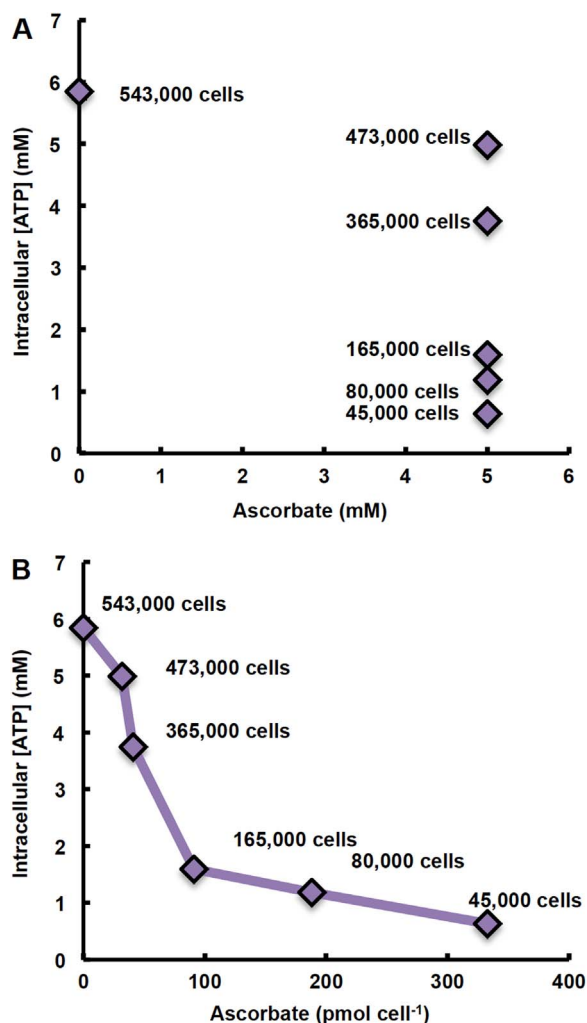 A
7
6
5
4
3
2
1
0
Intracellular [ATP] (mM)
543,000 cells
473,000 cells
365,000 cells
165,000 cells
80,000 cells
45,000 cells
0 1 2 3 4 5 6
Ascorbate (mM)
B
7
6
5
4
3
2
1
0
Intracellular [ATP] (mM)
543,000 cells
473,000 cells
365,000 cells
165,000 cells
80,000 cells
45,000 cells
0 100 200 300 400
Ascorbate (pmol cell⁻¹)